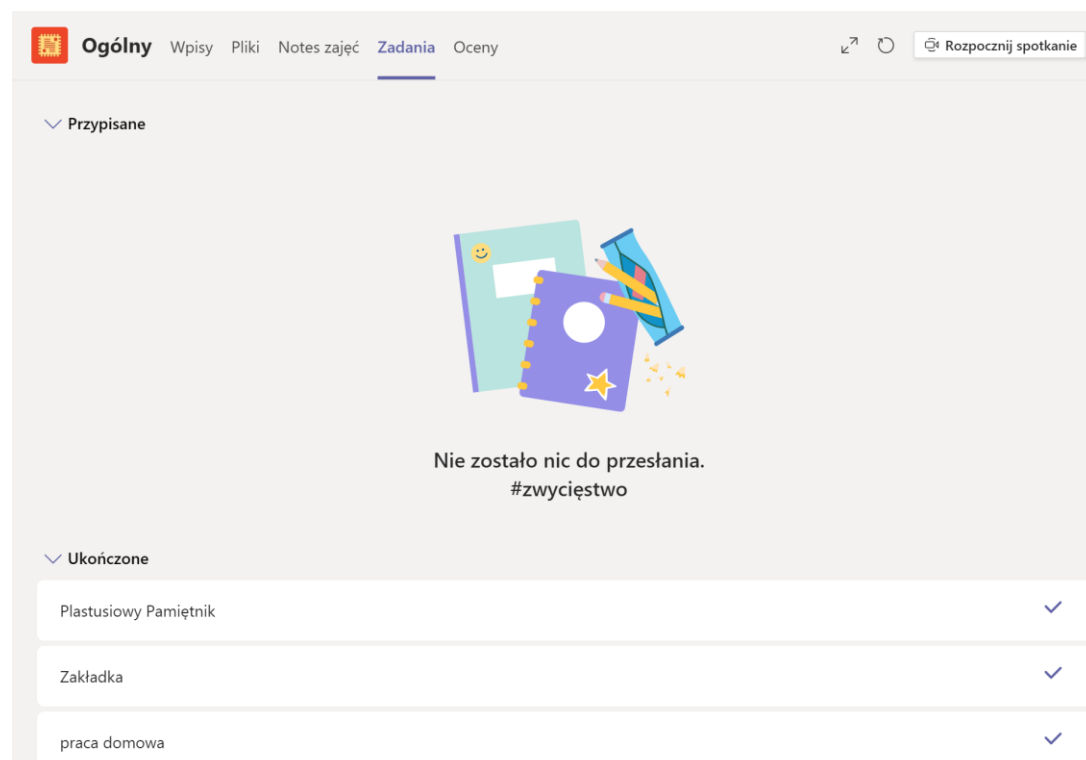 Ogólny Wpisy Pliki Notes zajęć Zadania Oceny Rozpocznij spotkanie
Przypisane
Nie zostało nic do przesłania.
#zwycięstwo
Ukończone
Plastusiowy Pamiętnik
Zakładka
praca domowa